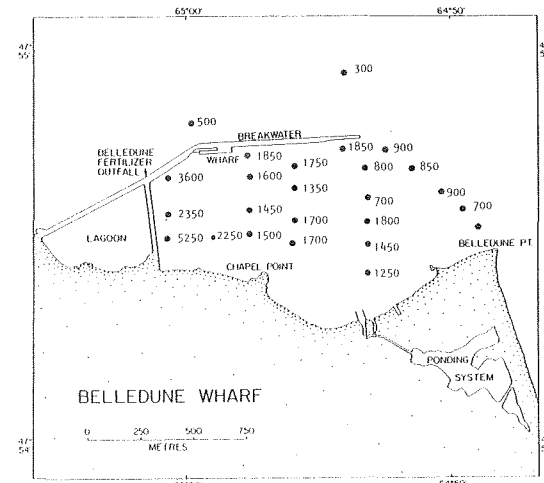 65°00
64°50
47°
55'
300
500
BREAKWATER
BELLEDUNE
FERTILIZER
OUTFALL
WHARF
1850
1850
900
3600
1600
1750
800
850
1350
700
900
2350
1450
1700
1800
700
LAGOON
5250
2250
1500
1700
1450
BELLEDUNE PT.
CHAPEL POINT
1250
PONDING
SYSTEM
BELLEDUNE WHARF
0 250 500 750
METRES
47°
54'